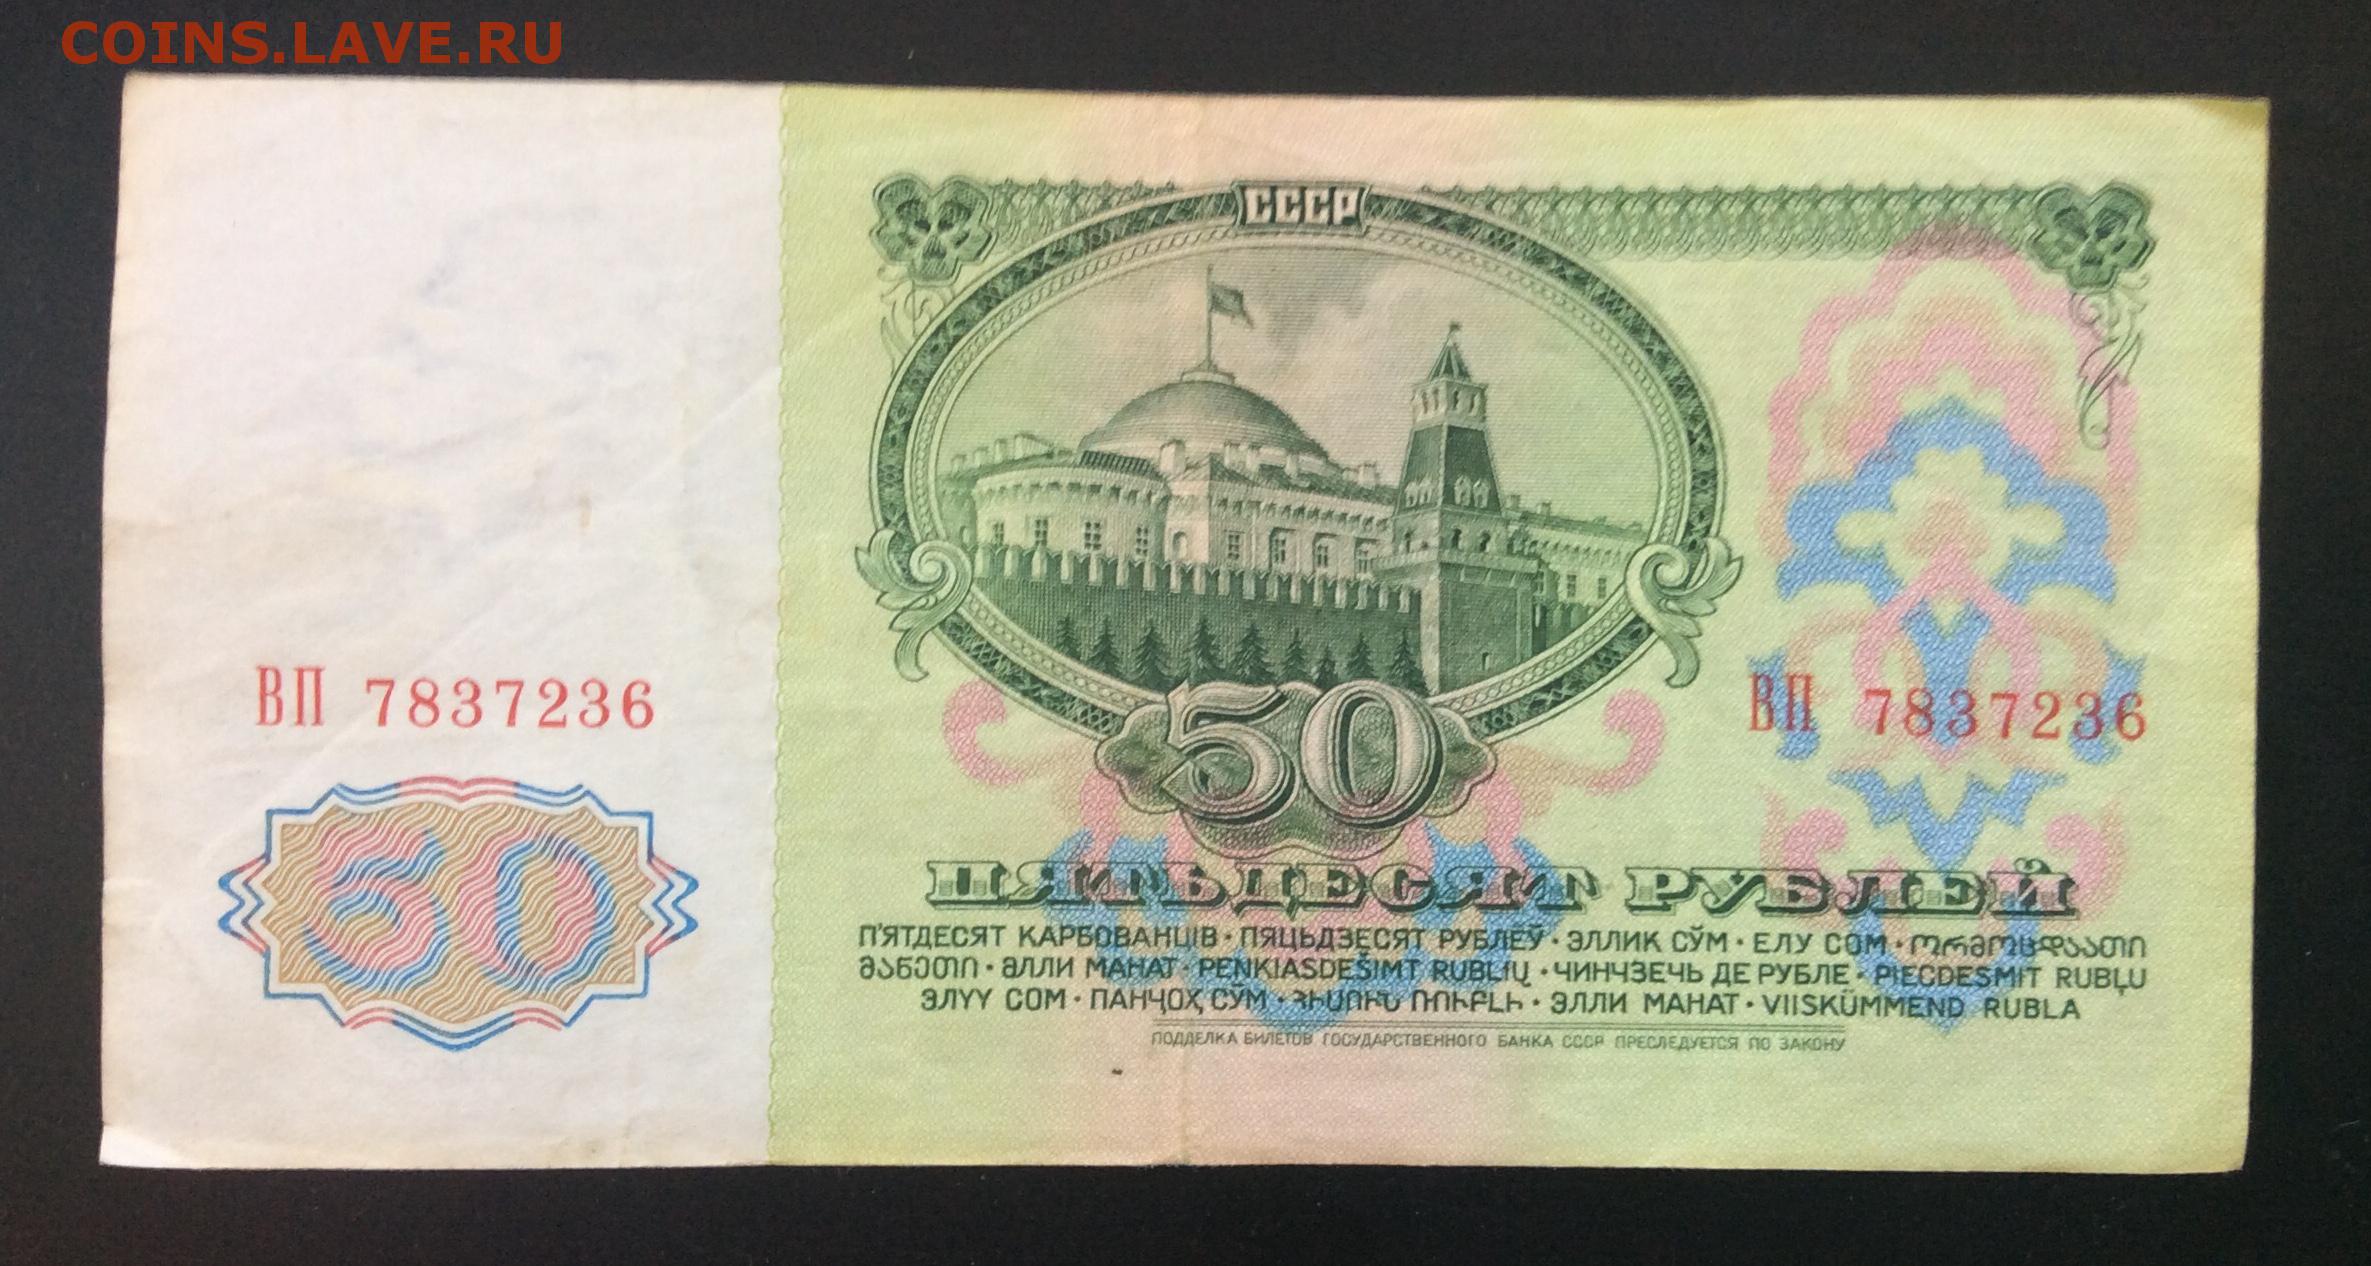 COINS.LAVE.RU
СССР
ВП 7837236
ВП 7837236
50
50
ПЯТЬДЕСЯТ РУБЛЕЙ
П'ЯТДЕСЯТ КАРБОВАНЦІВ · ПЯЦЬДЗЕСЯТ РУБЛЕЎ · ЭЛЛИК СЎМ · ЕЛУ СОМ · ᲝᲠᲛᲝᲪᲓᲐᲐᲗᲘ
ᲛᲐᲜᲔᲗᲘ · ӘЛЛИ МАНАТ · PENKIASDEŠIMT RUBLIŲ · ЧИНЧЗЕЧЬ ДЕ РУБЛЕ · PIECDESMIT RUBĻU
ЭЛҮҮ СОМ · ПАНҶОҲ СӮМ · ՀԻՍՈՒՆ ՌՈՒԲԼԻ · ЭЛЛИ МАНАТ · VIISKÜMMEND RUBLA
ПОДДЕЛКА БИЛЕТОВ ГОСУДАРСТВЕННОГО БАНКА СССР ПРЕСЛЕДУЕТСЯ ПО ЗАКОНУ